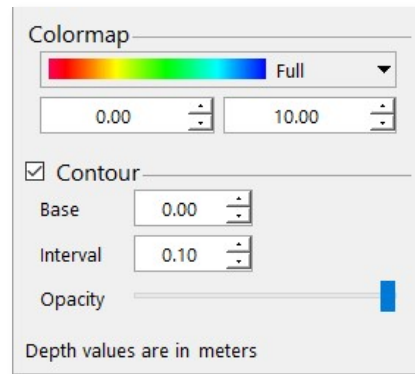 Colormap
Full
0.00 10.00
Contour
Base 0.00
Interval 0.10
Opacity
Depth values are in meters